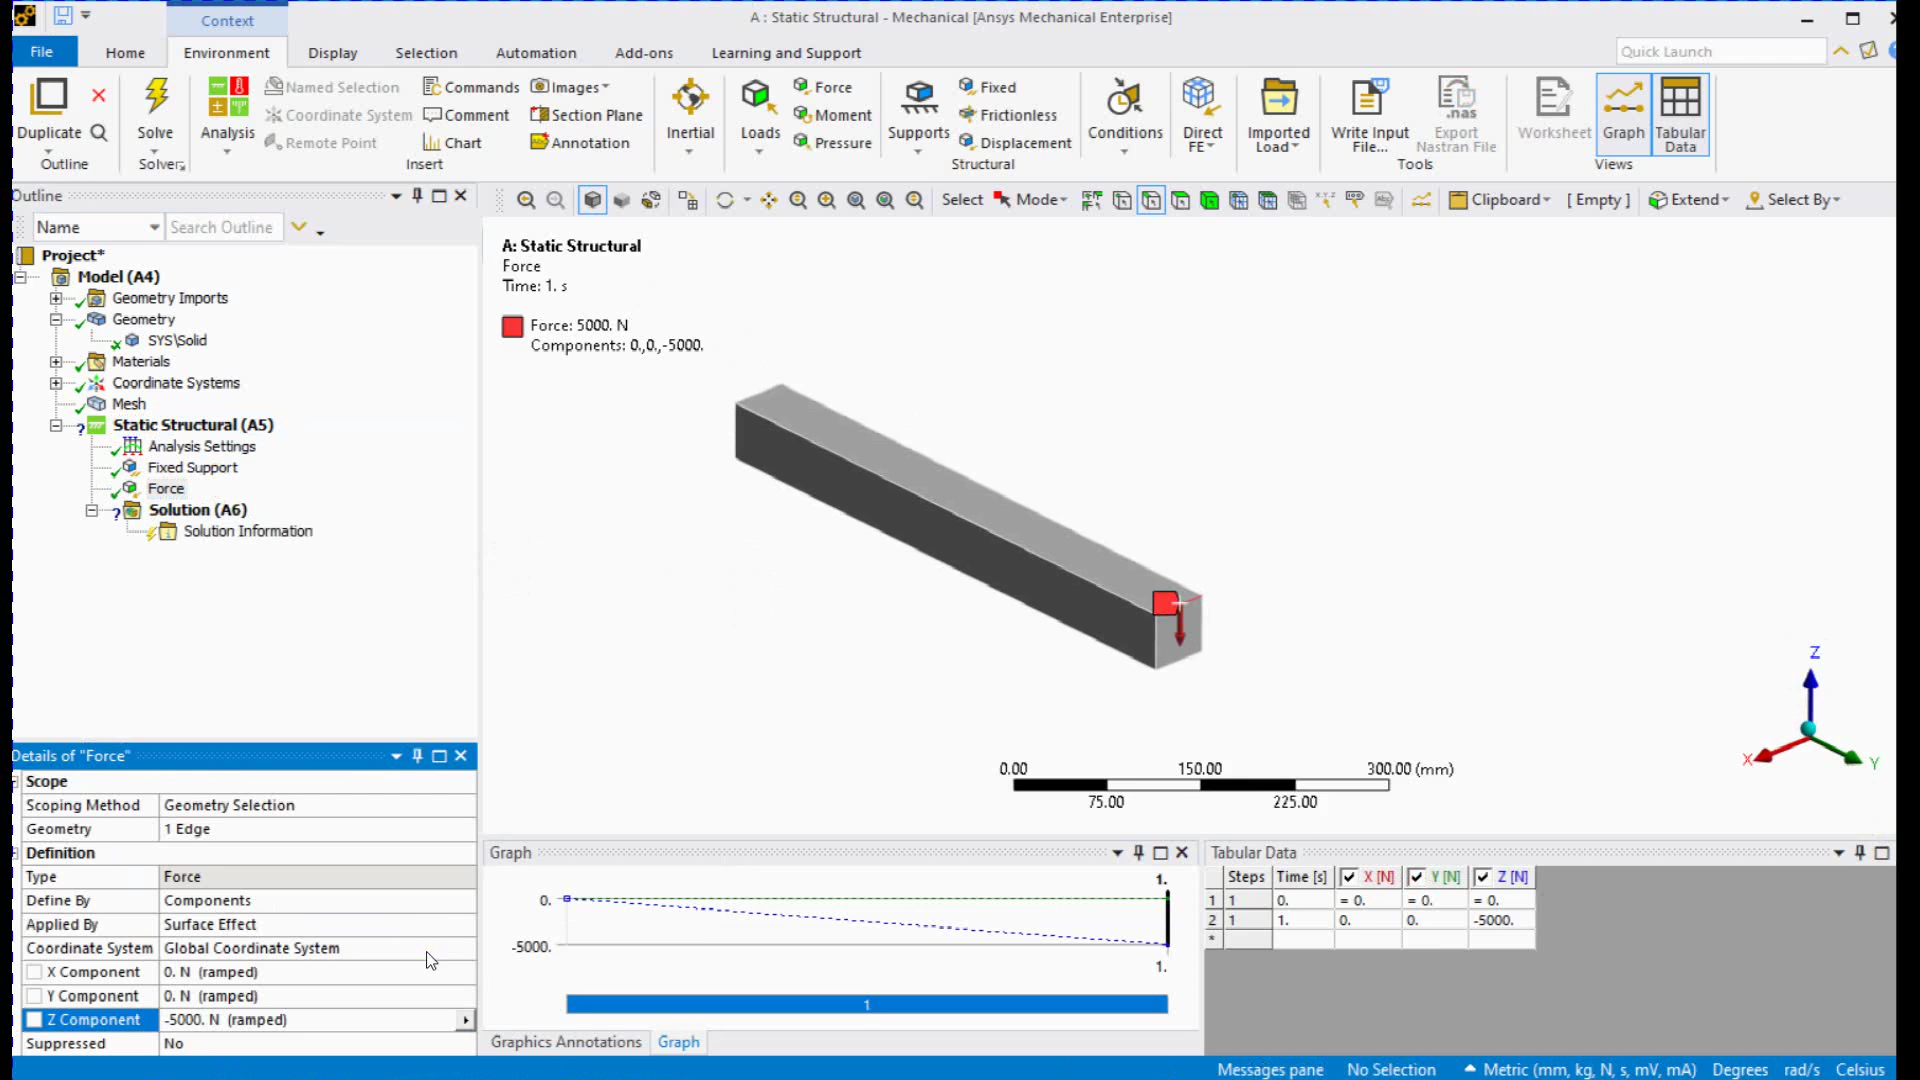 Context
A : Static Structural - Mechanical [Ansys Mechanical Enterprise]
File Home Environment Display Selection Automation Add-ons Learning and Support
Quick Launch
Duplicate
Outline
Solve
Solver
Analysis
Named Selection
Coordinate System
Remote Point
Commands
Comment
Chart
Images
Section Plane
Annotation
Insert
Inertial
Loads
Force
Moment
Pressure
Supports
Fixed
Frictionless
Displacement
Structural
Conditions
Direct
FE
Imported
Load
Write Input
File...
Export
Nastran File
.nas
Tools
Worksheet
Graph
Tabular
Data
Views
Outline
Name
Search Outline
Select Mode Clipboard [ Empty ] Extend Select By
Project*
Model (A4)
Geometry Imports
Geometry
SYS\Solid
Materials
Coordinate Systems
Mesh
Static Structural (A5)
Analysis Settings
Fixed Support
Force
Solution (A6)
Solution Information
A: Static Structural
Force
Time: 1. s
Force: 5000. N
Components: 0.,0.,-5000.
Z
X
Y
0.00 150.00 300.00 (mm)
75.00 225.00
Details of "Force"
Scope
Scoping Method Geometry Selection
Geometry 1 Edge
Definition
Type Force
Define By Components
Applied By Surface Effect
Coordinate System Global Coordinate System
X Component 0. N (ramped)
Y Component 0. N (ramped)
Z Component -5000. N (ramped)
Suppressed No
Graph
1.
0.
-5000.
1.
1
Graphics Annotations Graph
Tabular Data
Steps Time [s] X [N] Y [N] Z [N]
1 1 0. = 0. = 0. = 0.
2 1 1. 0. 0. -5000.
*
Messages pane No Selection Metric (mm, kg, N, s, mV, mA) Degrees rad/s Celsius